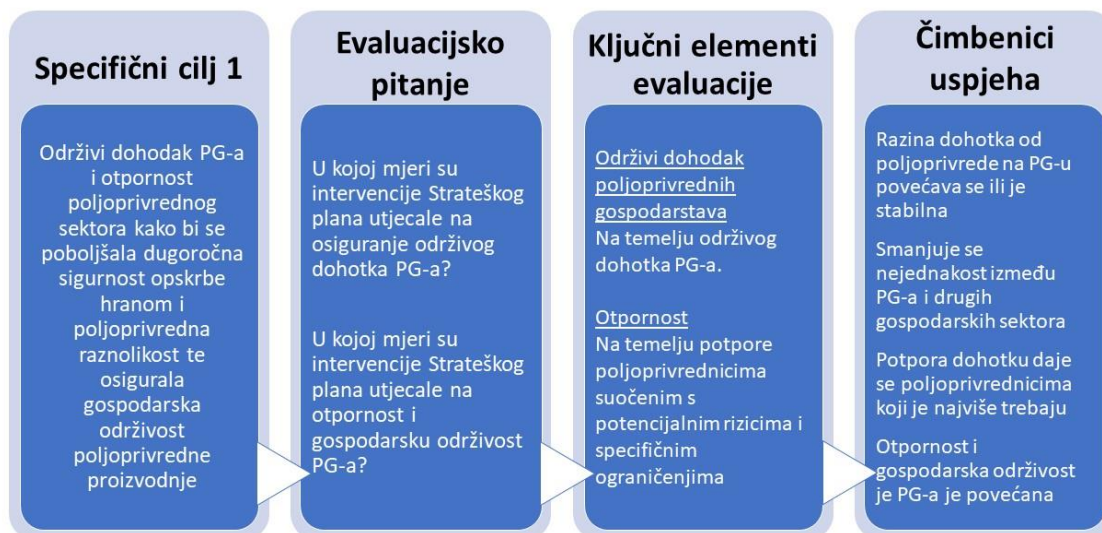 Specifični cilj 1
Održivi dohodak PG-a
i otpornost
poljoprivrednog
sektora kako bi se
poboljšala dugoročna
sigurnost opskrbe
hranom i
poljoprivredna
raznolikost te
osigurala
gospodarska
održivost
poljoprivredne
proizvodnje
Evaluacijsko
pitanje
U kojoj mjeri su
intervencije Strateškog
plana utjecale na
osiguranje održivog
dohotka PG-a?
U kojoj mjeri su
intervencije Strateškog
plana utjecale na
otpornost i
gospodarsku održivost
PG-a?
Ključni elementi
evaluacije
Održivi dohodak
poljoprivrednih
gospodarstava
Na temelju održivog
dohotka PG-a.
Otpornost
Na temelju potpore
poljoprivrednicima
suočenim s
potencijalnim rizicima i
specifičnim
ograničenjima
Čimbenici
uspjeha
Razina dohotka od
poljoprivrede na PG-u
povećava se ili je
stabilna
Smanjuje se
nejednakost između
PG-a i drugih
gospodarskih sektora
Potpora dohotku daje
se poljoprivrednicima
koji je najviše trebaju
Otpornost i
gospodarska održivost
je PG-a je povećana